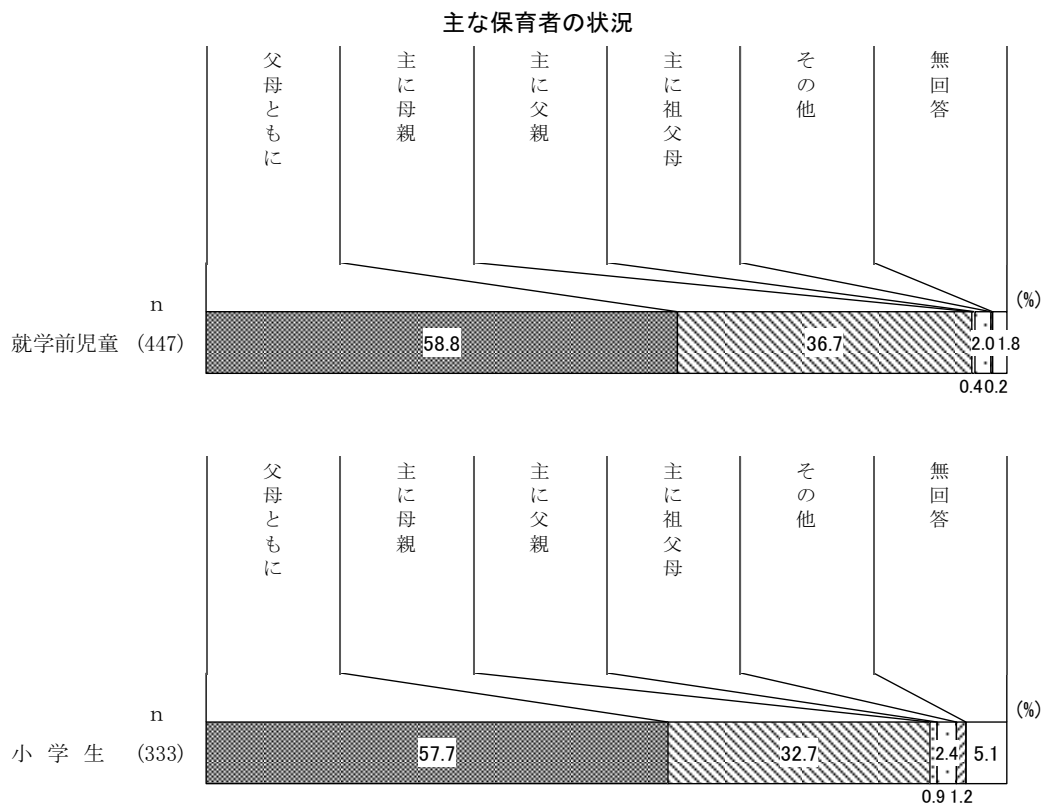 主な保育者の状況
父母ともに
主に母親
主に父親
主に祖父母
その他
無回答
(%)
n
就学前児童 (447)
58.8
36.7
2.0
1.8
0.4
0.2
父母ともに
主に母親
主に父親
主に祖父母
その他
無回答
(%)
n
小学生 (333)
57.7
32.7
2.4
5.1
0.9
1.2